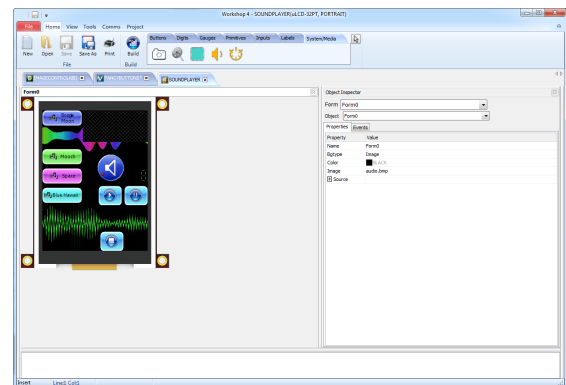 Workshop 4 - SOUNDPLAYER(uLCD-32PT, PORTRAIT)
File Home View Tools Comms Project
New Open Save Save As Print Build
File Build
Buttons Digits Gauges Primitives Inputs Labels System/Media
SOUNDPLAYER
Form0
Object Inspector
Form Form0
Object Form0
Properties Events
Property Value
Name Form0
Bgtype Image
Color BLACK
Image audio.bmp
Source
Mooch
Space
Blue Hawaii
Insert Line:1 Col:1